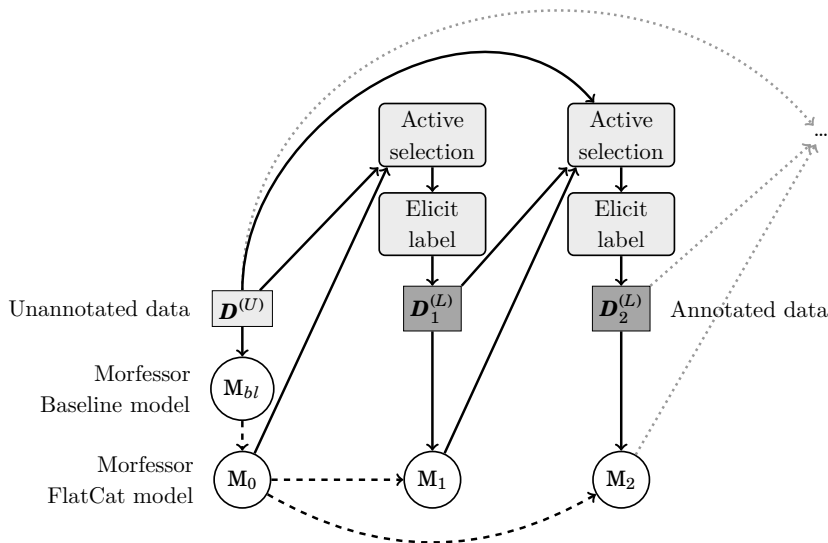 Active
selection
Active
selection
...
Elicit
label
Elicit
label
Unannotated data
D^(U)
D_1^(L)
D_2^(L)
Annotated data
Morfessor
Baseline model
M_bl
Morfessor
FlatCat model
M_0
M_1
M_2